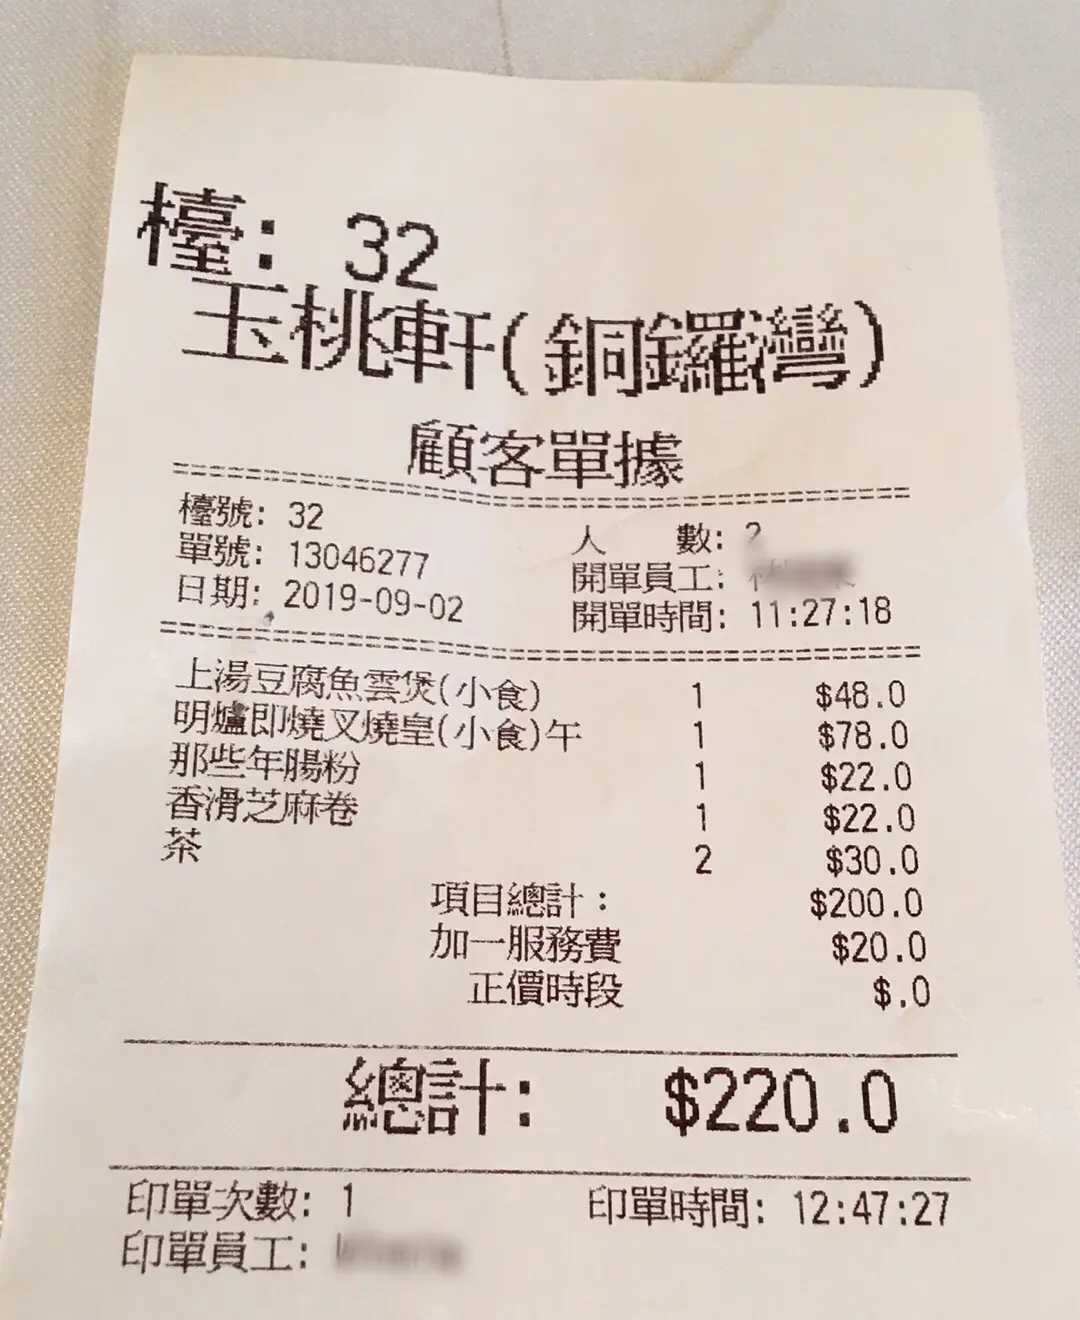 檯: 32
玉桃軒(銅鑼灣)
顧客單據
檯號: 32
人 數: 2
單號: 13046277
開單員工:
日期: 2019-09-02
開單時間: 11:27:18
上湯豆腐魚雲煲(小食) 1 $48.0
明爐即燒叉燒皇(小食)午 1 $78.0
那些年腸粉 1 $22.0
香滑芝麻卷 1 $22.0
茶 2 $30.0
項目總計: $200.0
加一服務費 $20.0
正價時段 $.0
總計: $220.0
印單次數: 1
印單時間: 12:47:27
印單員工: